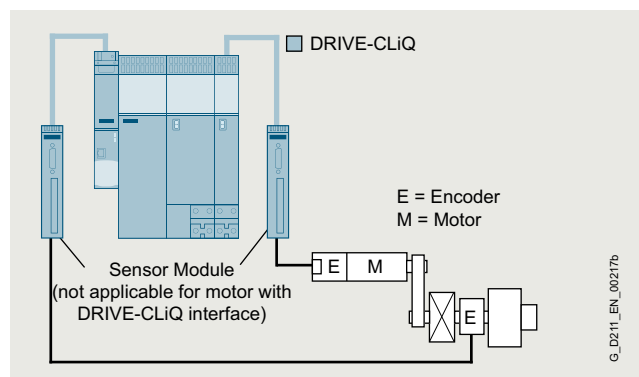 DRIVE-CLiQ
E = Encoder
M = Motor
Sensor Module
(not applicable for motor with
DRIVE-CLiQ interface)
E M
E
G_D211_EN_00217b